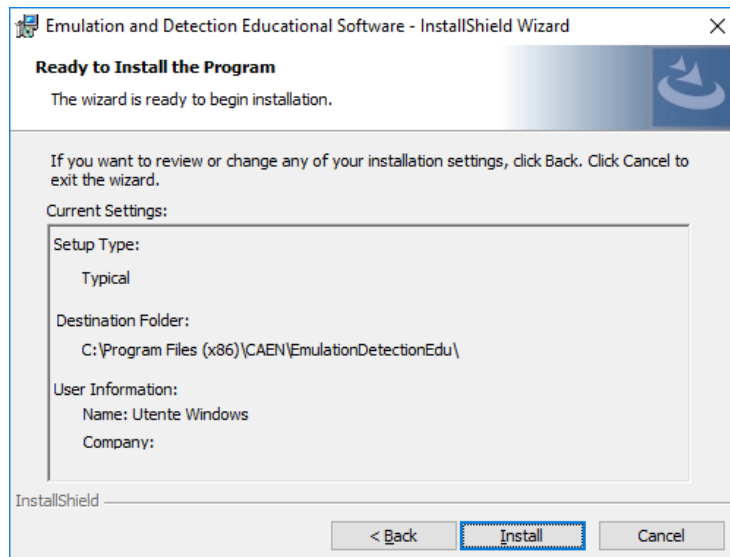 Emulation and Detection Educational Software - InstallShield Wizard
Ready to Install the Program
The wizard is ready to begin installation.
If you want to review or change any of your installation settings, click Back. Click Cancel to
exit the wizard.
Current Settings:
Setup Type:
Typical
Destination Folder:
C:\Program Files (x86)\CAEN\EmulationDetectionEdu\
User Information:
Name: Utente Windows
Company:
InstallShield
< Back
Install
Cancel